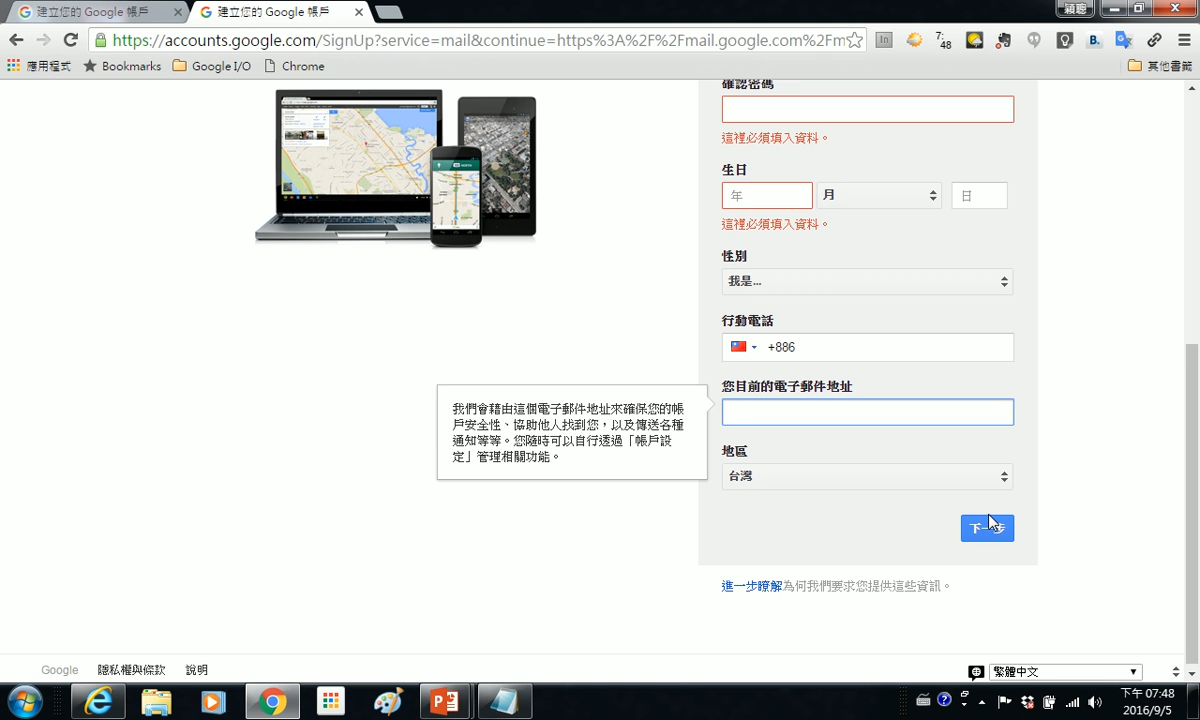 建立您的 Google 帳戶
建立您的 Google 帳戶
穎聰
https://accounts.google.com/SignUp?service=mail&continue=https%3A%2F%2Fmail.google.com%2Fm
7:48
應用程式
Bookmarks
Google I/O
Chrome
其他書籤
確認密碼
這裡必須填入資料。
生日
年
月
日
這裡必須填入資料。
性別
我是...
行動電話
+886
您目前的電子郵件地址
我們會藉由這個電子郵件地址來確保您的帳
戶安全性、協助他人找到您，以及傳送各種
通知等等。您隨時可以自行透過「帳戶設
定」管理相關功能。
地區
台灣
下一步
進一步瞭解為何我們要求您提供這些資訊。
Google
隱私權與條款
說明
繁體中文
下午 07:48
2016/9/5